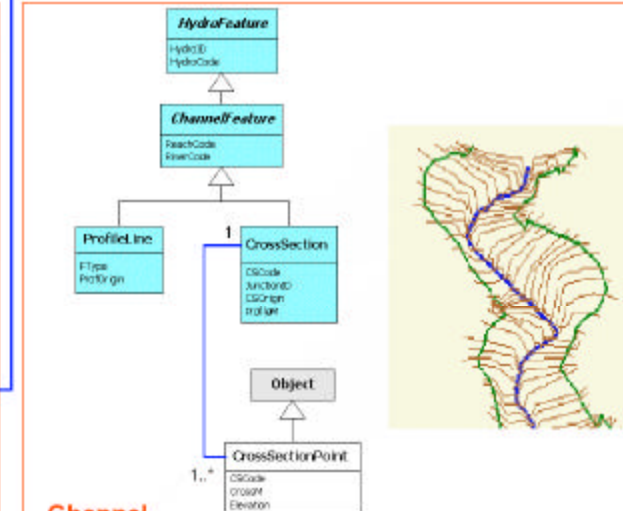 HydroFeature
HydroID
HydroCode
ChannelFeature
ReachCode
RiverCode
ProfileLine
FType
ProfOrigin
1
CrossSection
CSCode
JunctionID
CSOrigin
ProfileM
Object
CrossSectionPoint
1..*
CSCode
CrossM
Elevation
Channel